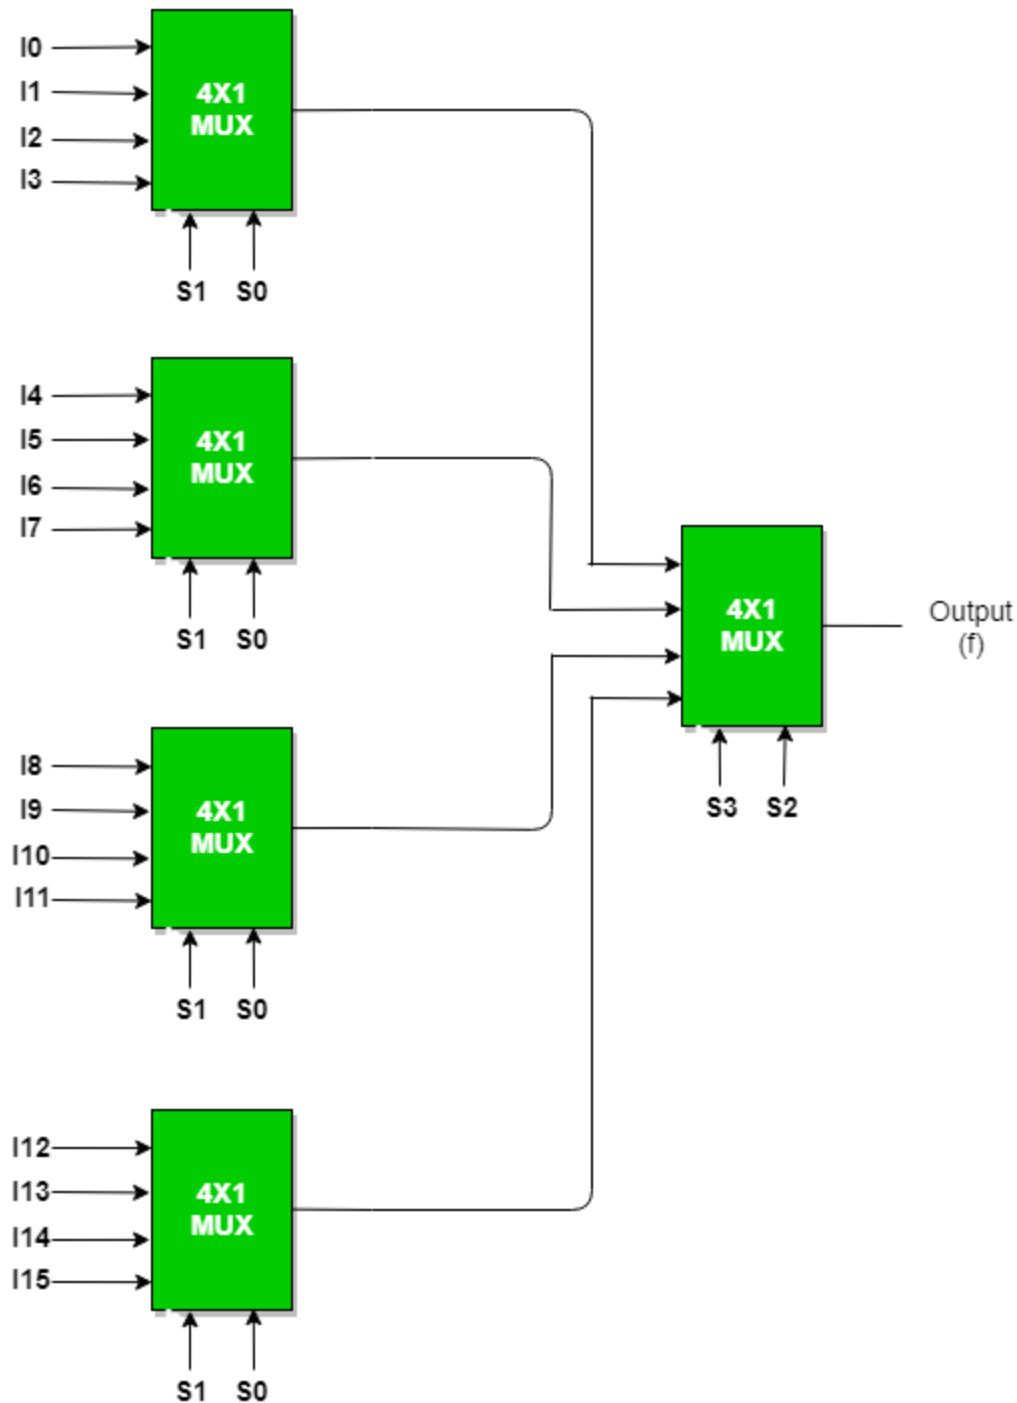 I0
I1
I2
I3
4X1
MUX
S1 S0
I4
I5
I6
I7
4X1
MUX
S1 S0
4X1
MUX
Output
(f)
S3 S2
I8
I9
I10
I11
4X1
MUX
S1 S0
I12
I13
I14
I15
4X1
MUX
S1 S0